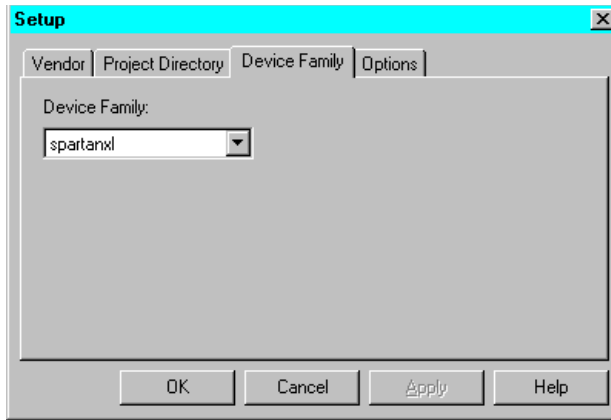 Setup
Vendor Project Directory Device Family Options
Device Family:
spartanxl
OK Cancel Apply Help